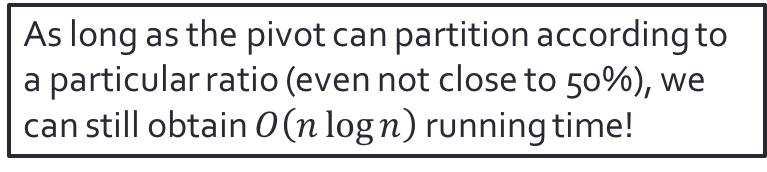 As long as the pivot can partition according to
a particular ratio (even not close to 50%), we
can still obtain O(n log n) running time!